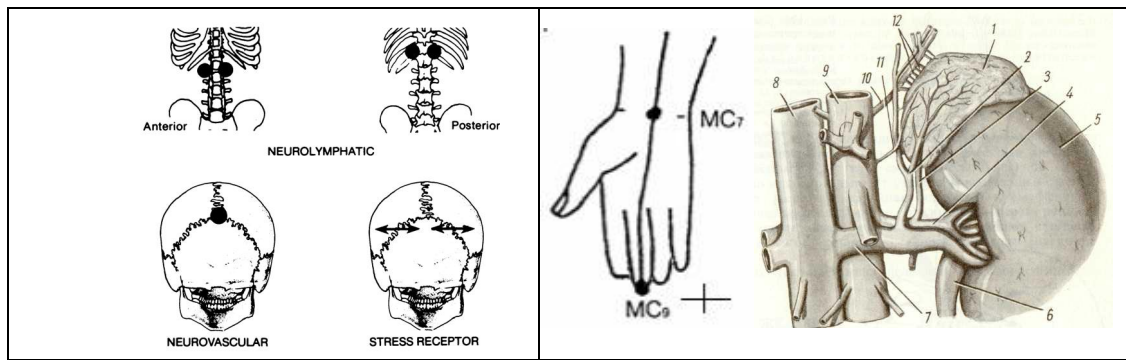 Anterior
Posterior
NEUROLYMPHATIC
NEUROVASCULAR
STRESS RECEPTOR
MC7
MC9
12
1
2
3
4
5
6
7
8
9
10
11